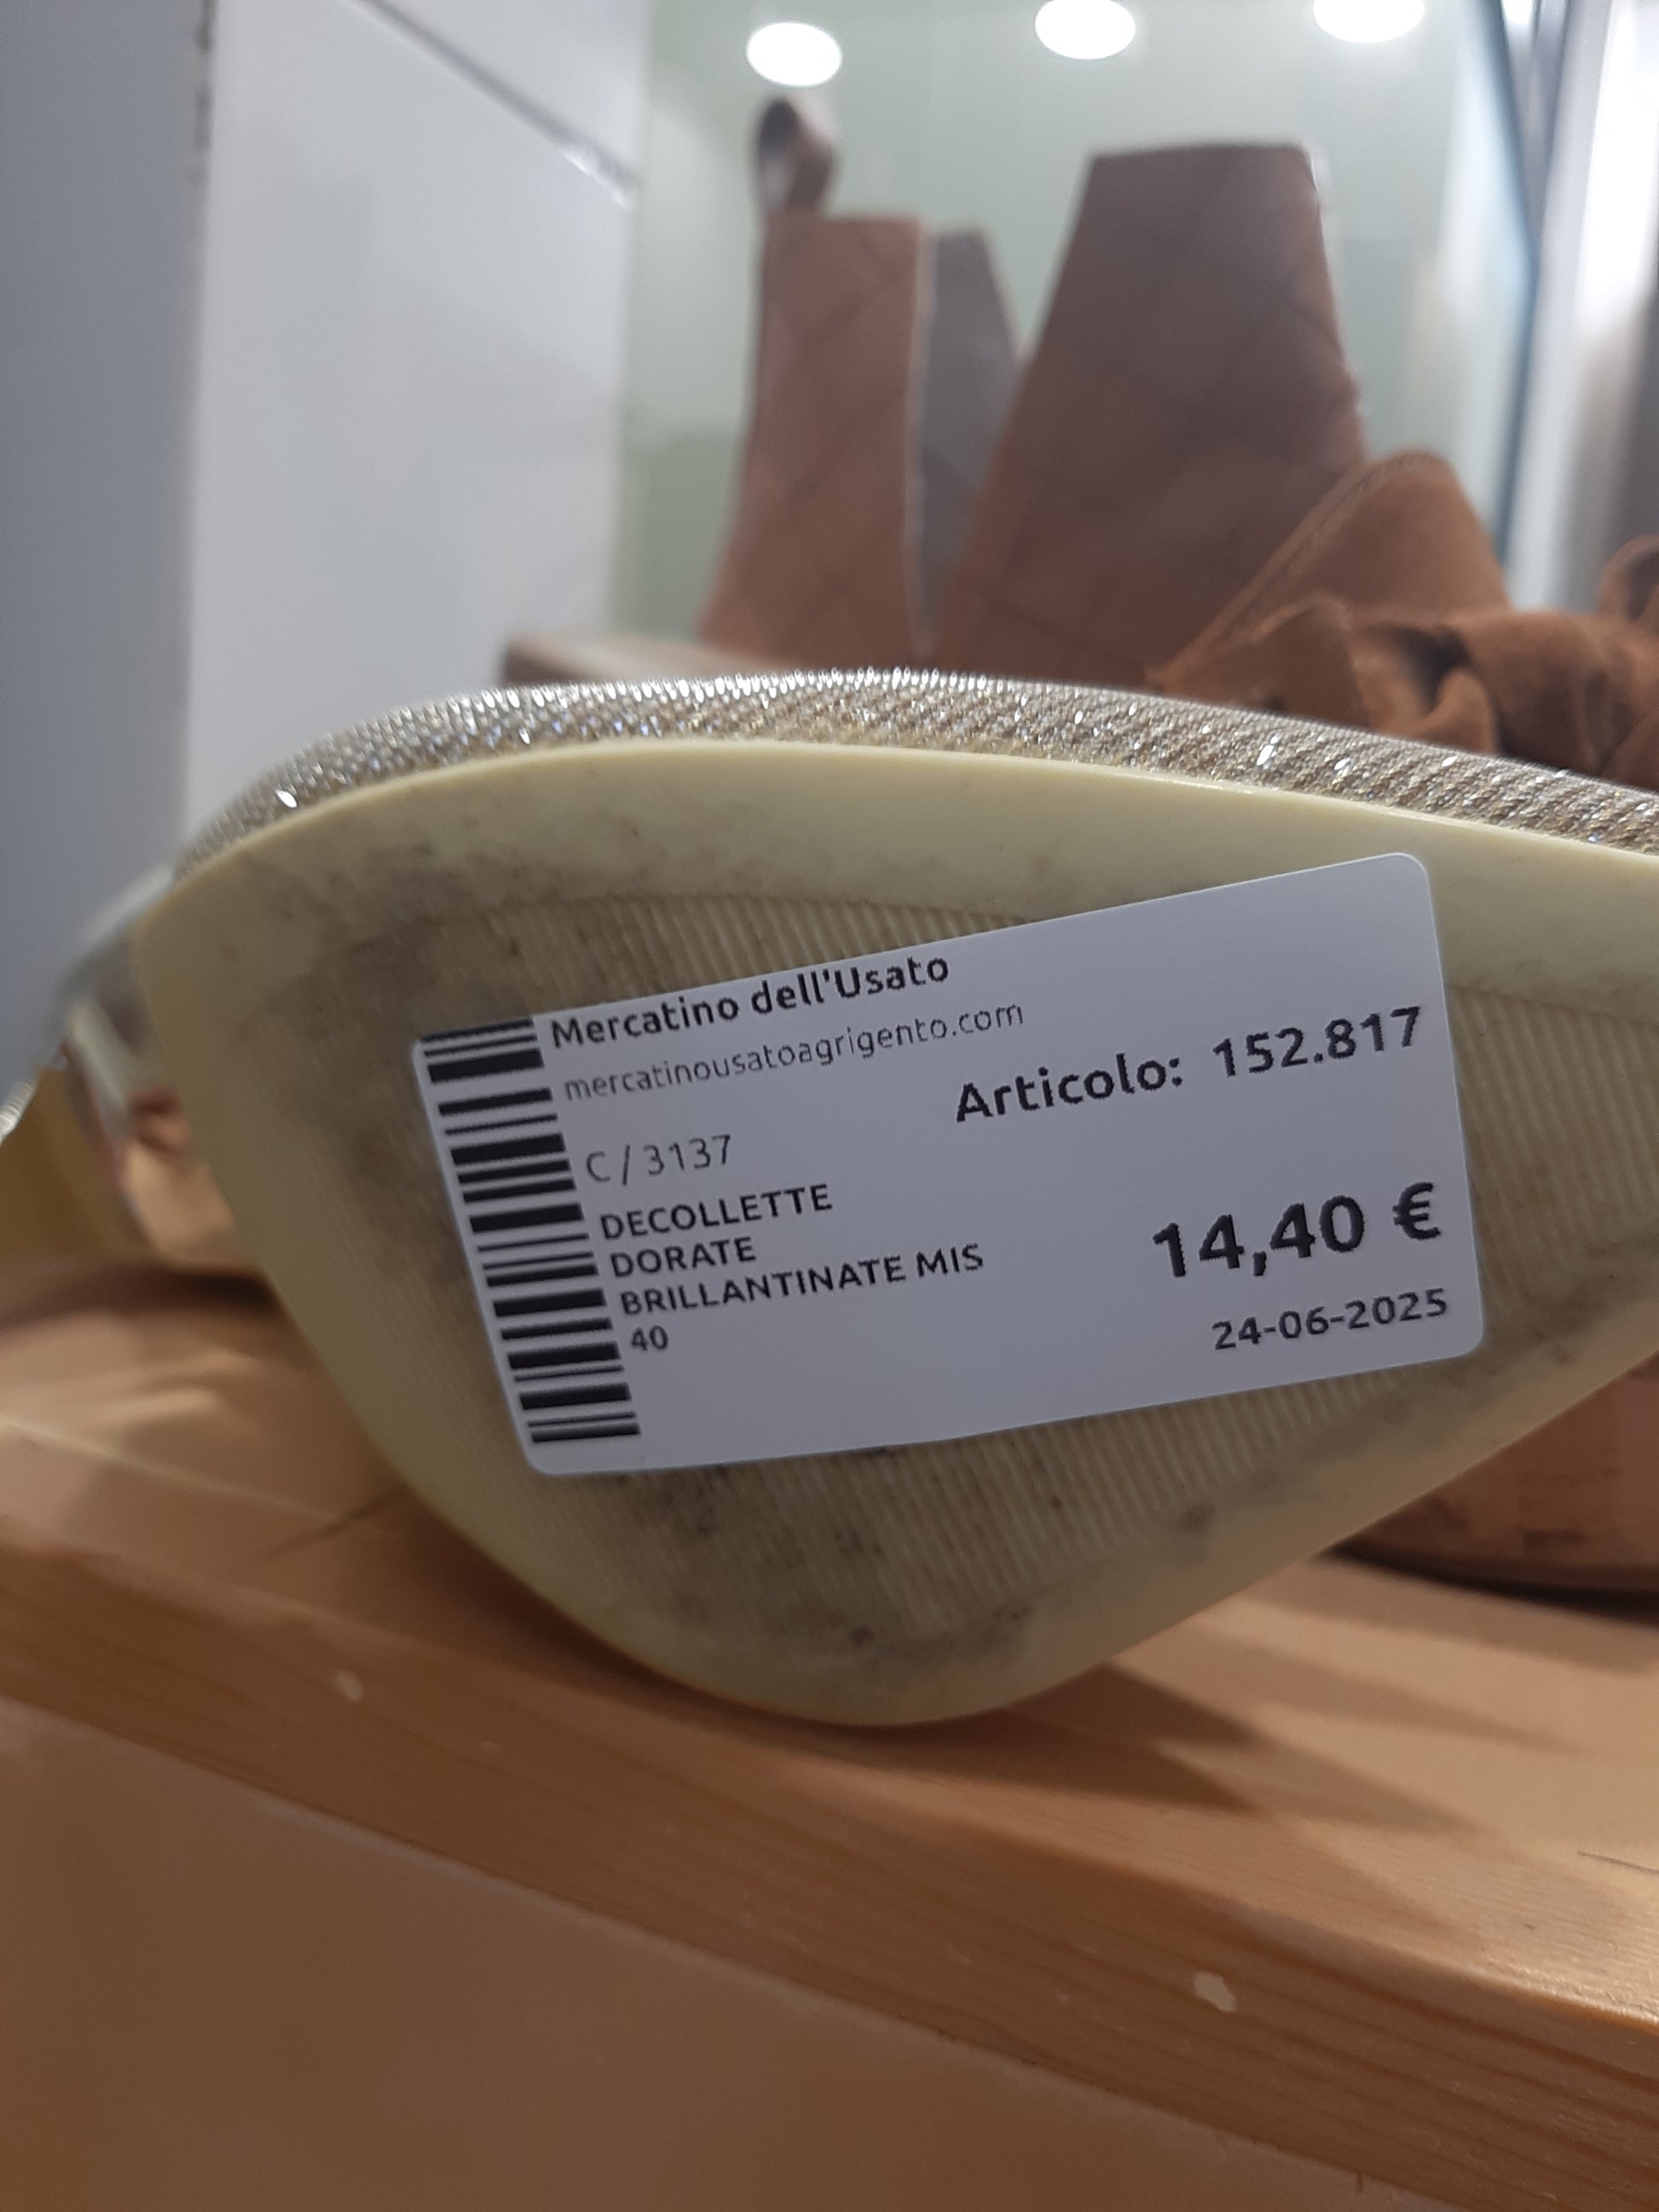 Mercatino dell'Usato
mercatinousatoagrigento.com
Articolo: 152.817
C / 3137
DECOLLETTE
DORATE
BRILLANTINATE MIS
40
14,40 €
24-06-2025